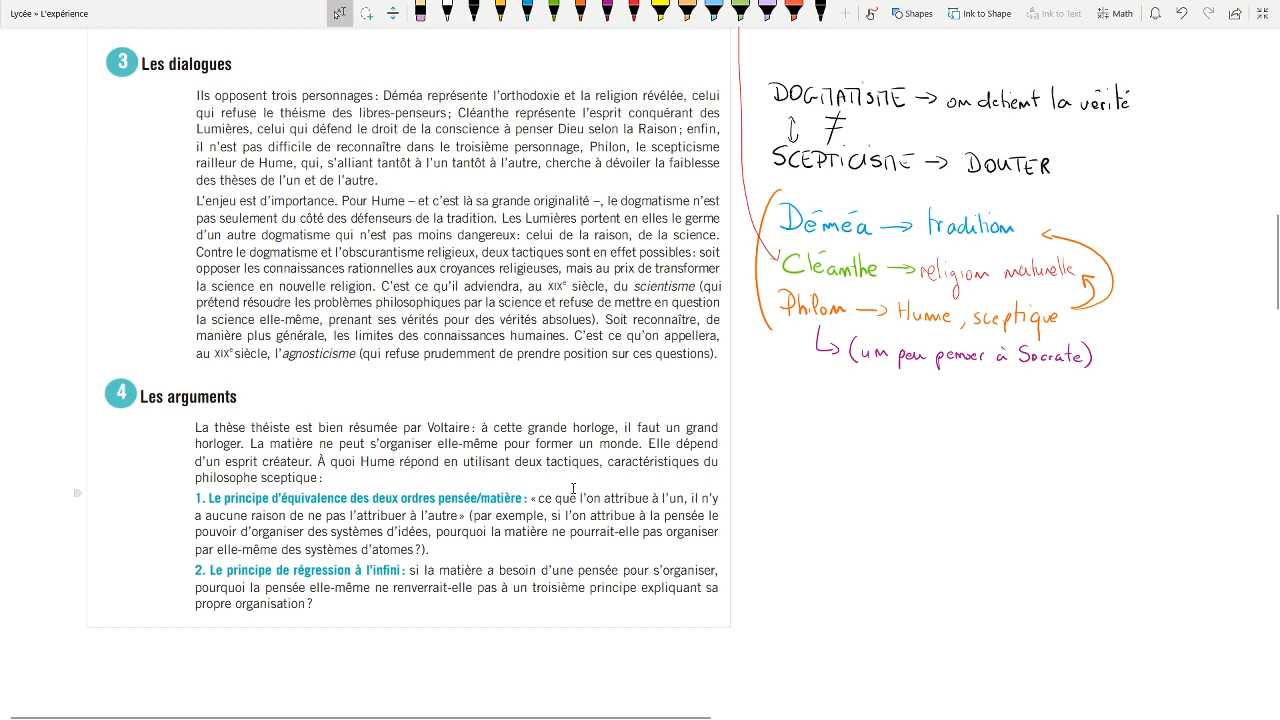 Lycée » L'expérience
Shapes
Ink to Shape
Ink to Text
Math
3 Les dialogues
Ils opposent trois personnages : Déméa représente l'orthodoxie et la religion révélée, celui
qui refuse le théisme des libres-penseurs ; Cléanthe représente l'esprit conquérant des
Lumières, celui qui défend le droit de la conscience à penser Dieu selon la Raison ; enfin,
il n'est pas difficile de reconnaître dans le troisième personnage, Philon, le scepticisme
railleur de Hume, qui, s'alliant tantôt à l'un tantôt à l'autre, cherche à dévoiler la faiblesse
des thèses de l'un et de l'autre.
L'enjeu est d'importance. Pour Hume – et c'est là sa grande originalité –, le dogmatisme n'est
pas seulement du côté des défenseurs de la tradition. Les Lumières portent en elles le germe
d'un autre dogmatisme qui n'est pas moins dangereux : celui de la raison, de la science.
Contre le dogmatisme et l'obscurantisme religieux, deux tactiques sont en effet possibles : soit
opposer les connaissances rationnelles aux croyances religieuses, mais au prix de transformer
la science en nouvelle religion. C'est ce qu'il adviendra, au XIXe siècle, du scientisme (qui
prétend résoudre les problèmes philosophiques par la science et refuse de mettre en question
la science elle-même, prenant ses vérités pour des vérités absolues). Soit reconnaître, de
manière plus générale, les limites des connaissances humaines. C'est ce qu'on appellera,
au XIXe siècle, l'agnosticisme (qui refuse prudemment de prendre position sur ces questions).
4 Les arguments
La thèse théiste est bien résumée par Voltaire : à cette grande horloge, il faut un grand
horloger. La matière ne peut s'organiser elle-même pour former un monde. Elle dépend
d'un esprit créateur. À quoi Hume répond en utilisant deux tactiques, caractéristiques du
philosophe sceptique :
1. Le principe d'équivalence des deux ordres pensée/matière : « ce que l'on attribue à l'un, il n'y
a aucune raison de ne pas l'attribuer à l'autre » (par exemple, si l'on attribue à la pensée le
pouvoir d'organiser des systèmes d'idées, pourquoi la matière ne pourrait-elle pas organiser
par elle-même des systèmes d'atomes ?).
2. Le principe de régression à l'infini : si la matière a besoin d'une pensée pour s'organiser,
pourquoi la pensée elle-même ne renverrait-elle pas à un troisième principe expliquant sa
propre organisation ?
DOGMATISME → on détient la vérité
↕ ≠
SCEPTICISME → DOUTER
Déméa → tradition
Cléanthe → religion naturelle
Philon → Hume, sceptique
↳ (un peu penser à Socrate)